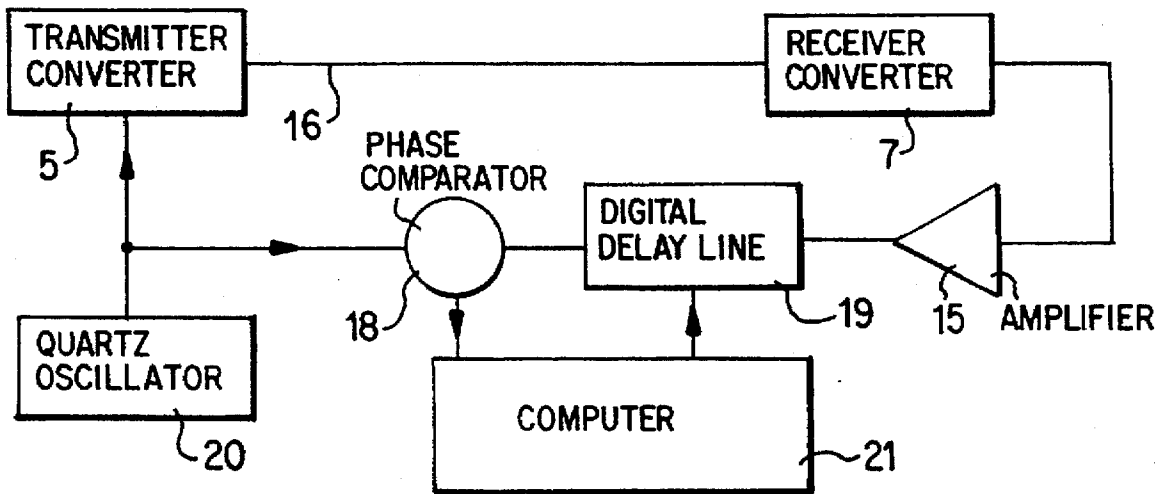 TRANSMITTER
CONVERTER
5
16
RECEIVER
CONVERTER
7
PHASE
COMPARATOR
18
DIGITAL
DELAY LINE
19
15
AMPLIFIER
QUARTZ
OSCILLATOR
20
COMPUTER
21